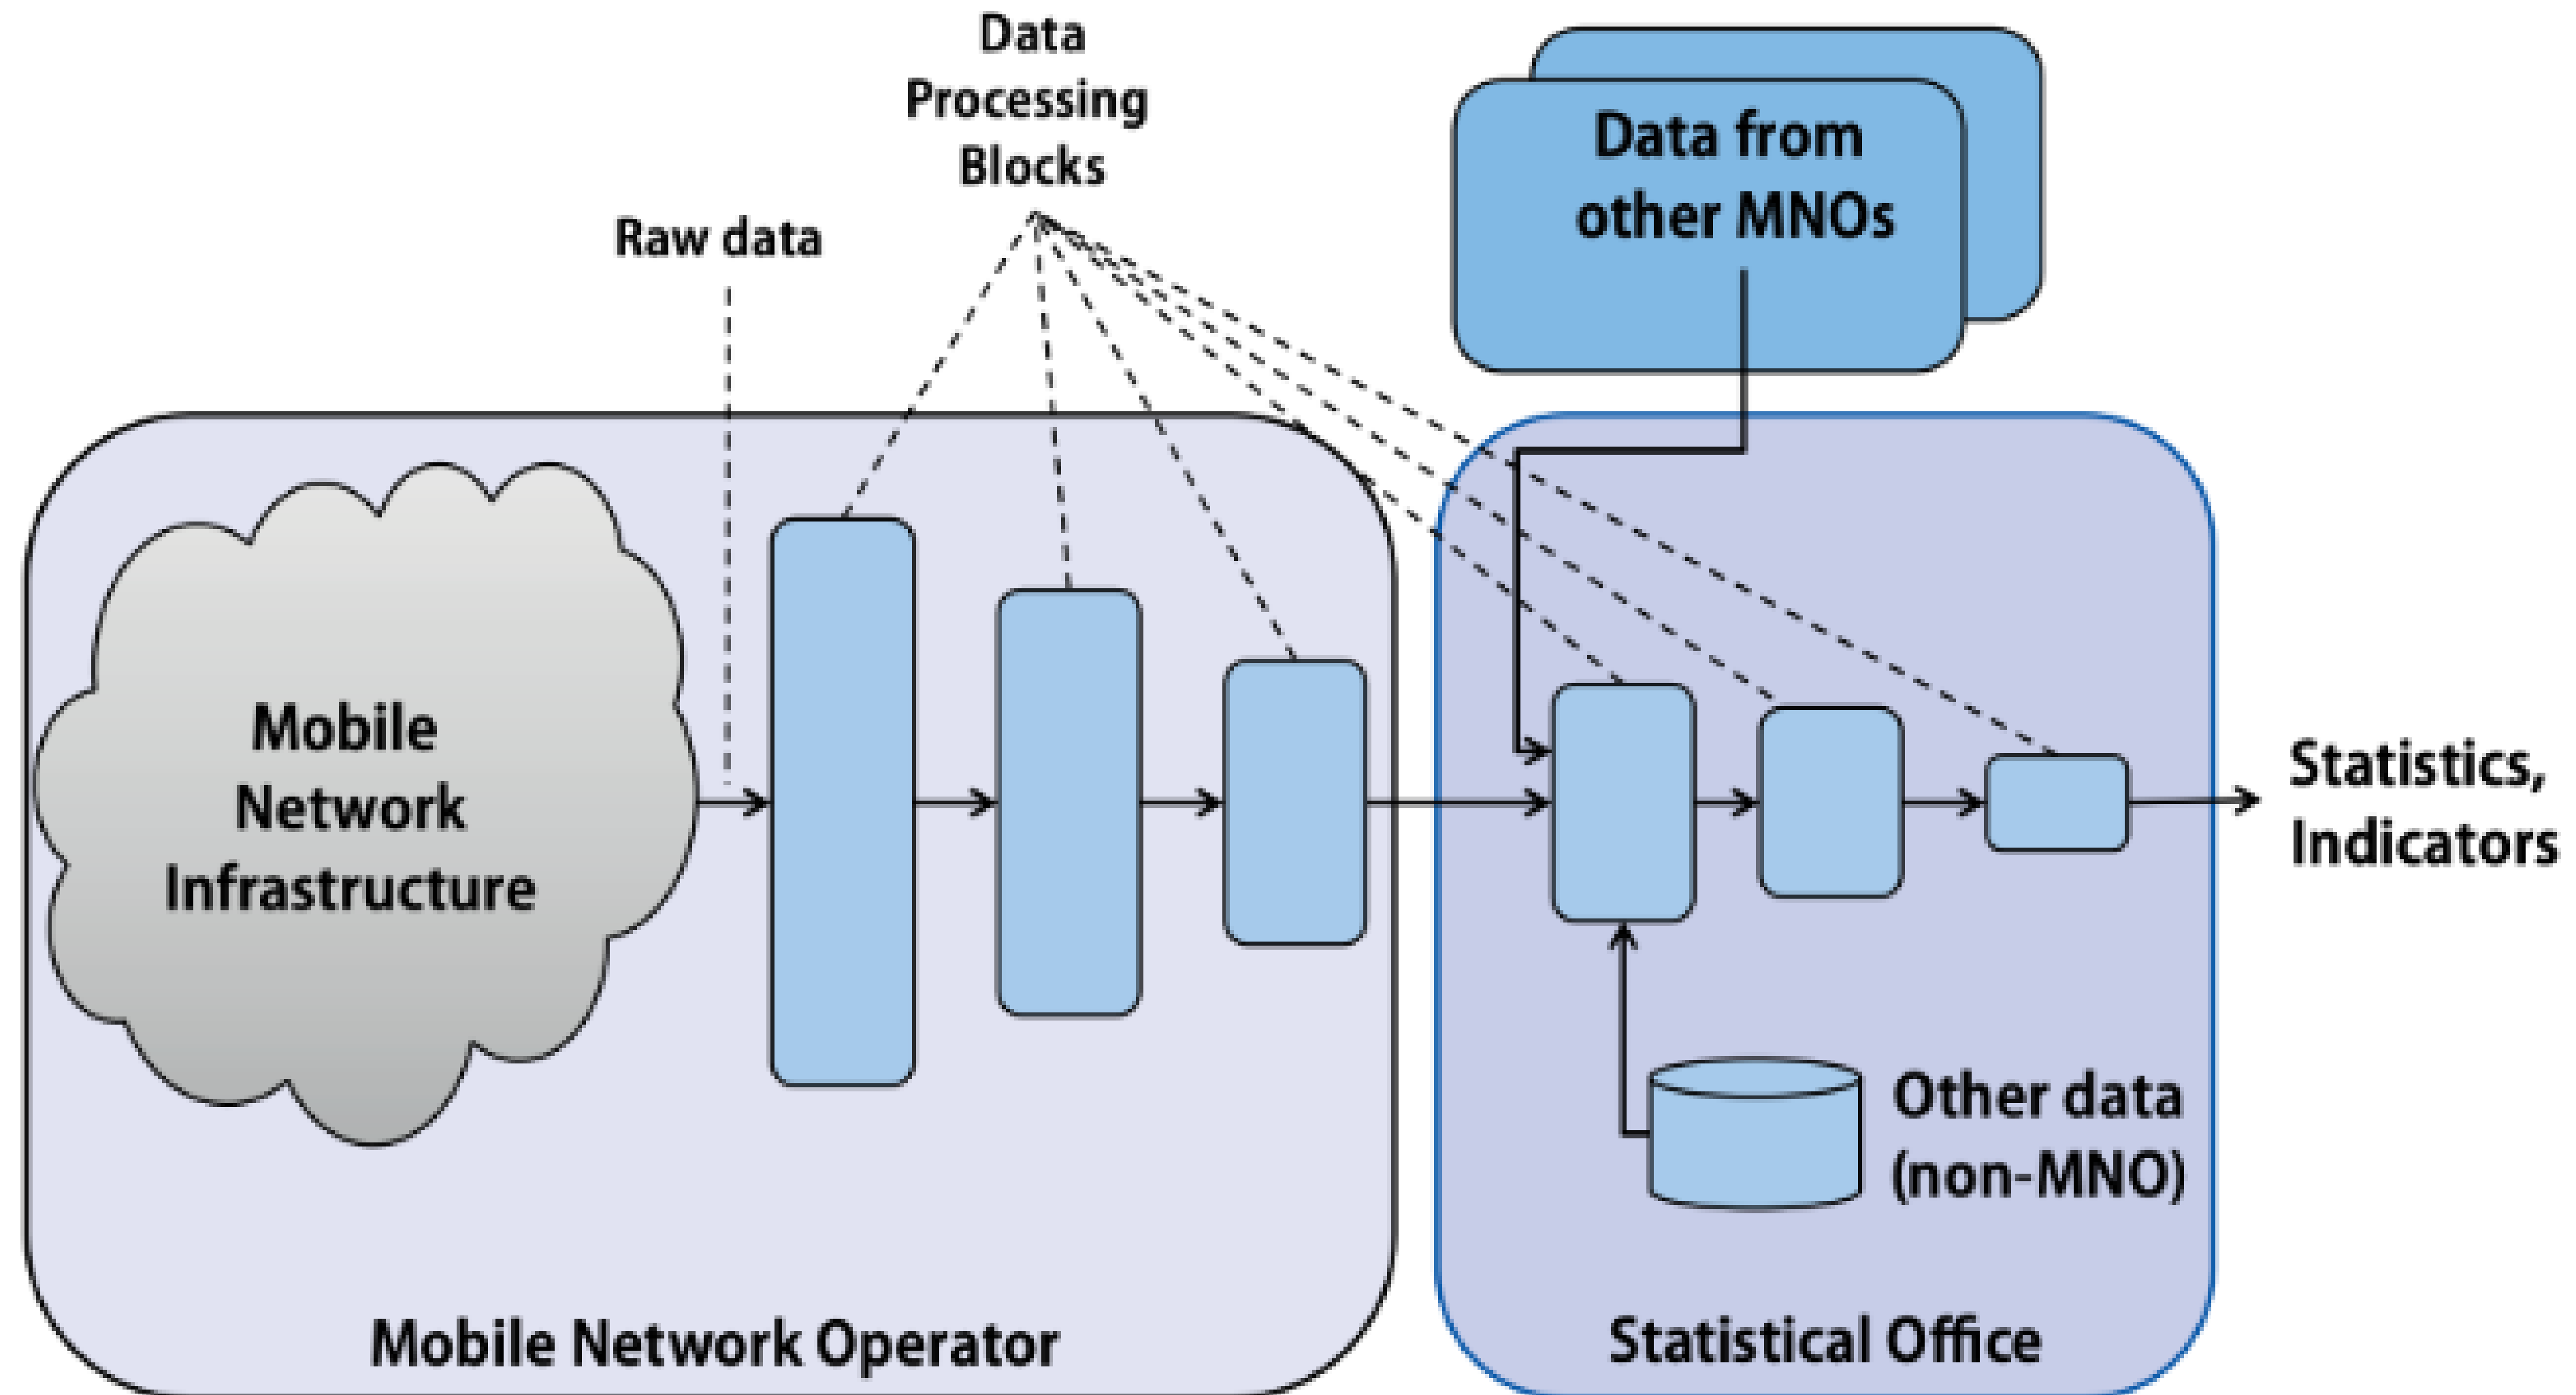 Data
Processing
Blocks
Raw data
Data from
other MNOs
Mobile
Network
Infrastructure
Statistics,
Indicators
Other data
(non-MNO)
Mobile Network Operator
Statistical Office